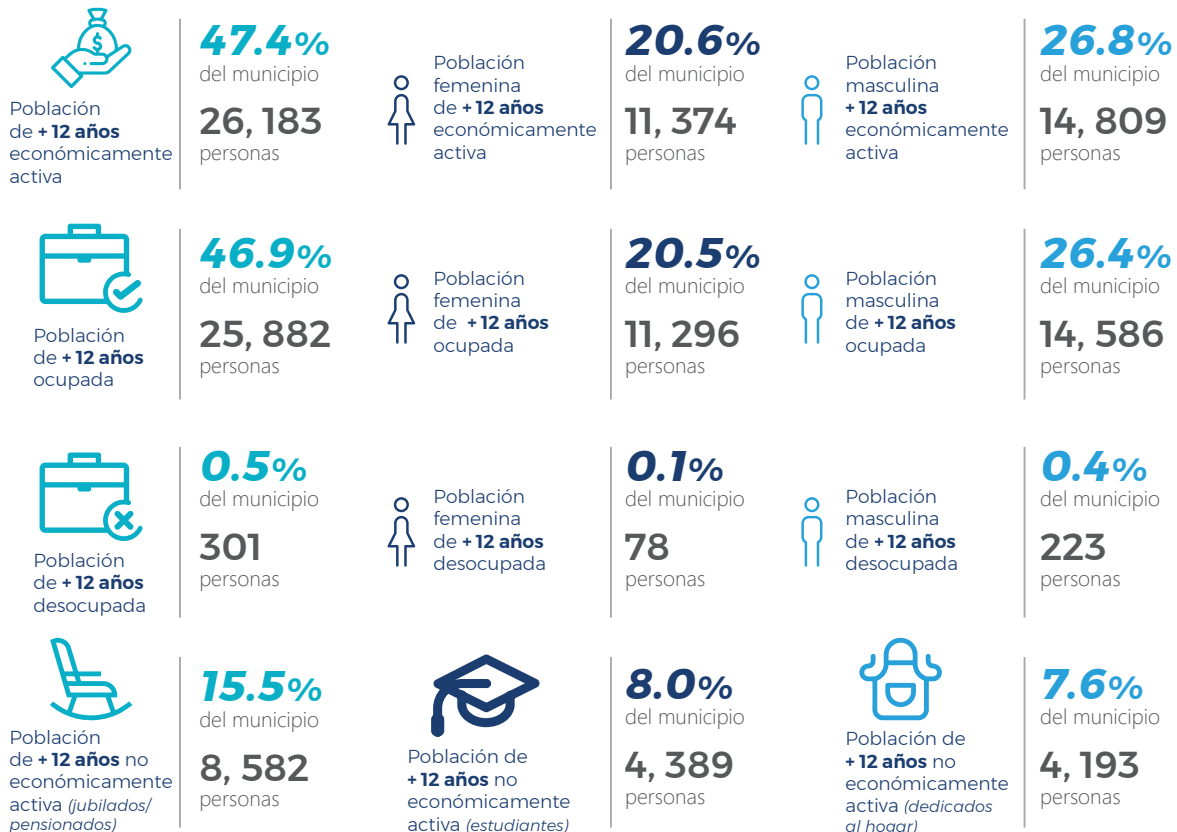 $
Población
de + 12 años
económicamente
activa
47.4%
del municipio
26, 183
personas
Población
femenina
de + 12 años
económicamente
activa
20.6%
del municipio
11, 374
personas
Población
masculina
+ 12 años
económicamente
activa
26.8%
del municipio
14, 809
personas
Población
de + 12 años
ocupada
46.9%
del municipio
25, 882
personas
Población
femenina
de + 12 años
ocupada
20.5%
del municipio
11, 296
personas
Población
masculina
de + 12 años
ocupada
26.4%
del municipio
14, 586
personas
Población
de + 12 años
desocupada
0.5%
del municipio
301
personas
Población
femenina
de + 12 años
desocupada
0.1%
del municipio
78
personas
Población
masculina
de + 12 años
desocupada
0.4%
del municipio
223
personas
Población
de + 12 años no
económicamente
activa (jubilados/
pensionados)
15.5%
del municipio
8, 582
personas
Población de
+ 12 años no
económicamente
activa (estudiantes)
8.0%
del municipio
4, 389
personas
Población de
+ 12 años no
económicamente
activa (dedicados
al hogar)
7.6%
del municipio
4, 193
personas